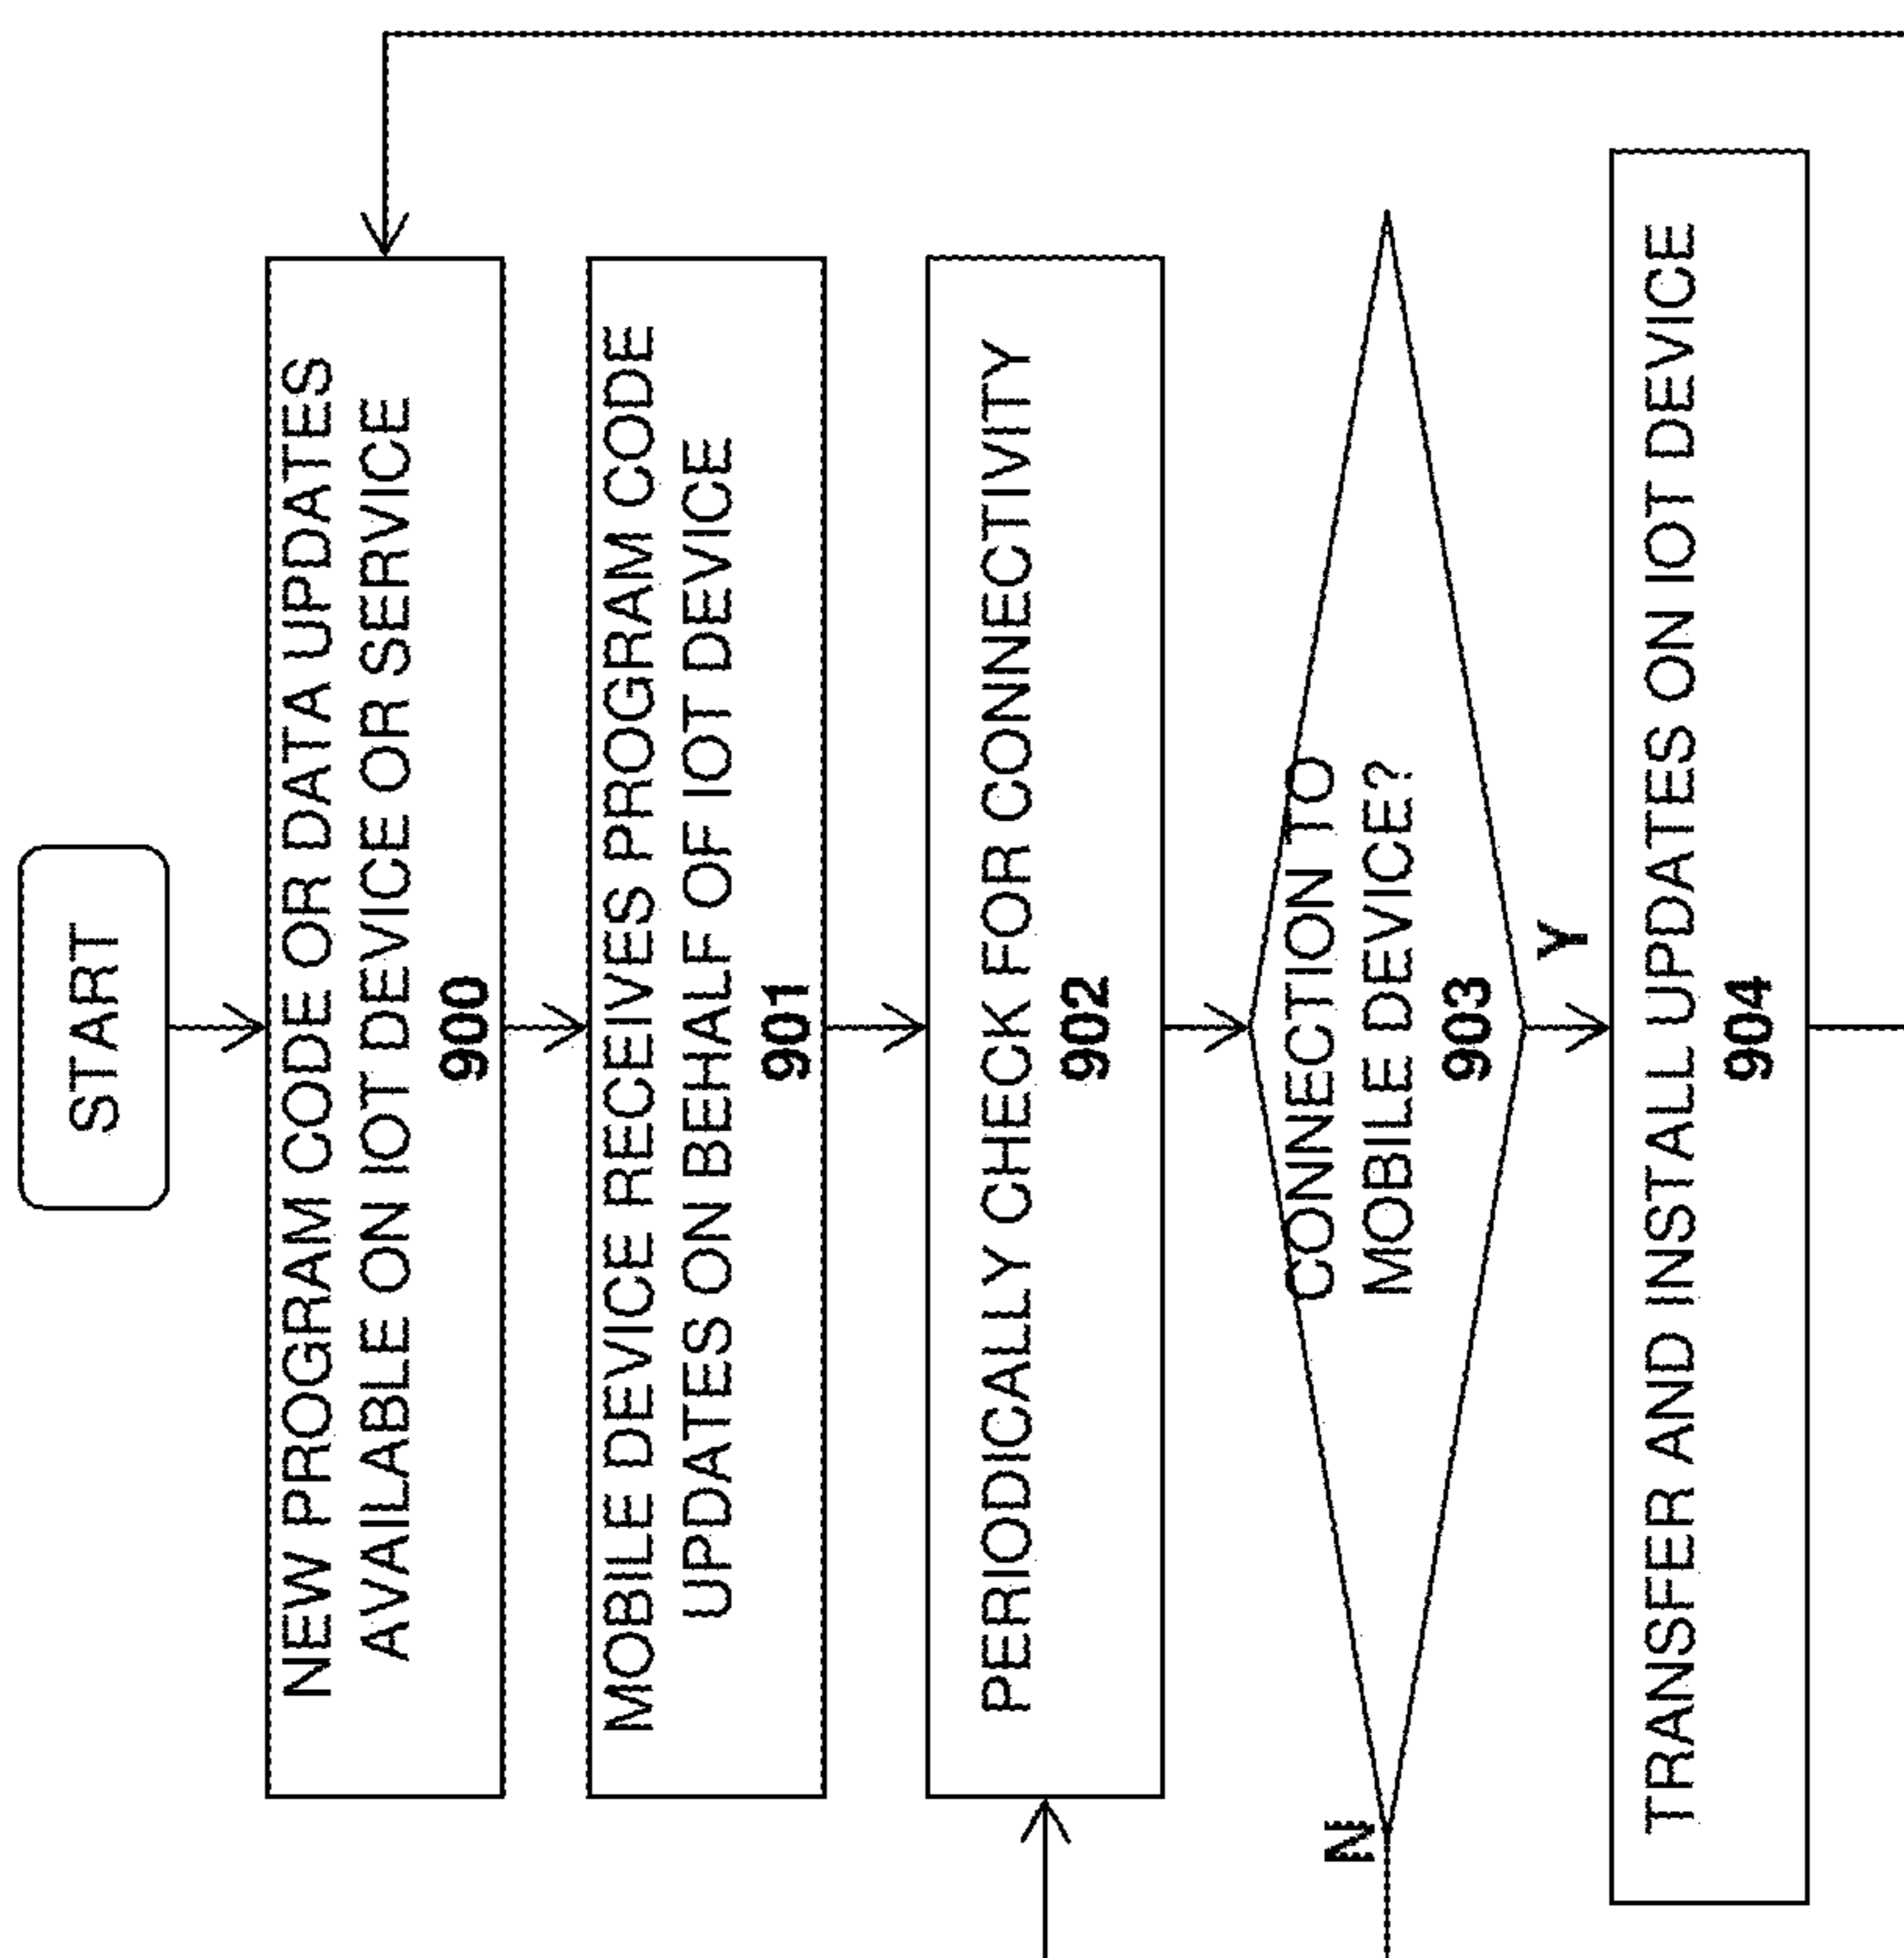 START
NEW PROGRAM CODE OR DATA UPDATES
AVAILABLE ON IOT DEVICE OR SERVICE
900
MOBILE DEVICE RECEIVES PROGRAM CODE
UPDATES ON BEHALF OF IOT DEVICE
901
PERIODICALLY CHECK FOR CONNECTIVITY
902
CONNECTION TO
MOBILE DEVICE?
903
N
Y
TRANSFER AND INSTALL UPDATES ON IOT DEVICE
904